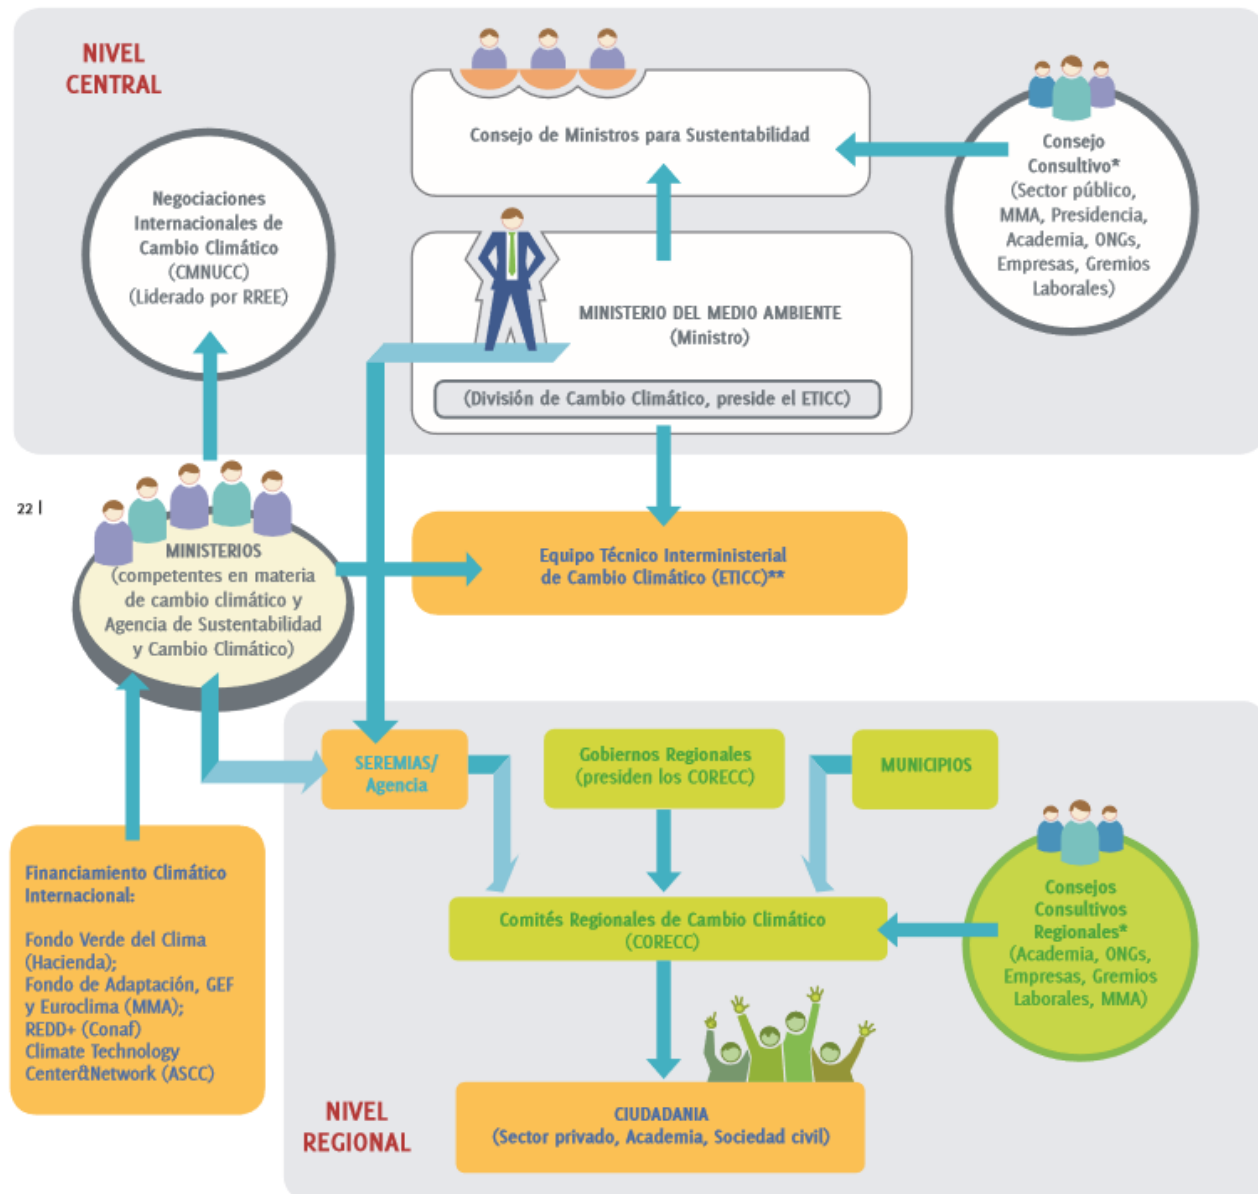 NIVEL
CENTRAL
Consejo de Ministros para Sustentabilidad
Consejo
Consultivo*
(Sector público,
MMA, Presidencia,
Academia, ONGs,
Empresas, Gremios
Laborales)
Negociaciones
Internacionales de
Cambio Climático
(CMNUCC)
(Liderado por RREE)
MINISTERIO DEL MEDIO AMBIENTE
(Ministro)
(División de Cambio Climático, preside el ETICC)
22 |
MINISTERIOS
(competentes en materia
de cambio climático y
Agencia de Sustentabilidad
y Cambio Climático)
Equipo Técnico Interministerial
de Cambio Climático (ETICC)**
SEREMIAS/
Agencia
Gobiernos Regionales
(presiden los CORECC)
MUNICIPIOS
Financiamiento Climático
Internacional:
Fondo Verde del Clima
(Hacienda);
Fondo de Adaptación, GEF
y Euroclima (MMA);
REDD+ (Conaf)
Climate Technology
Center&Network (ASCC)
Comités Regionales de Cambio Climático
(CORECC)
Consejos
Consultivos
Regionales*
(Academia, ONGs,
Empresas, Gremios
Laborales, MMA)
NIVEL
REGIONAL
CIUDADANIA
(Sector privado, Academia, Sociedad civil)